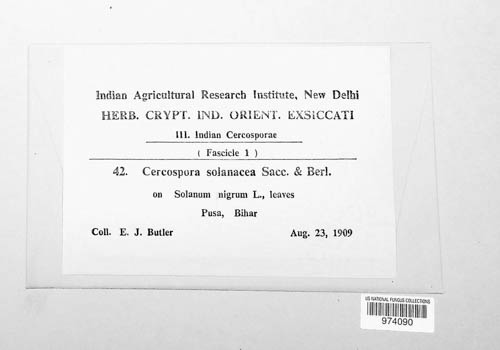 Indian Agricultural Research Institute, New Delhi
HERB. CRYPT. IND. ORIENT. EXSICCATI
III. Indian Cercosporae
( Fascicle 1 )
42. Cercospora solanacea Sacc. & Berl.
on Solanum nigrum L., leaves
Pusa, Bihar
Coll. E. J. Butler Aug. 23, 1909
US NATIONAL FUNGUS COLLECTIONS
974090